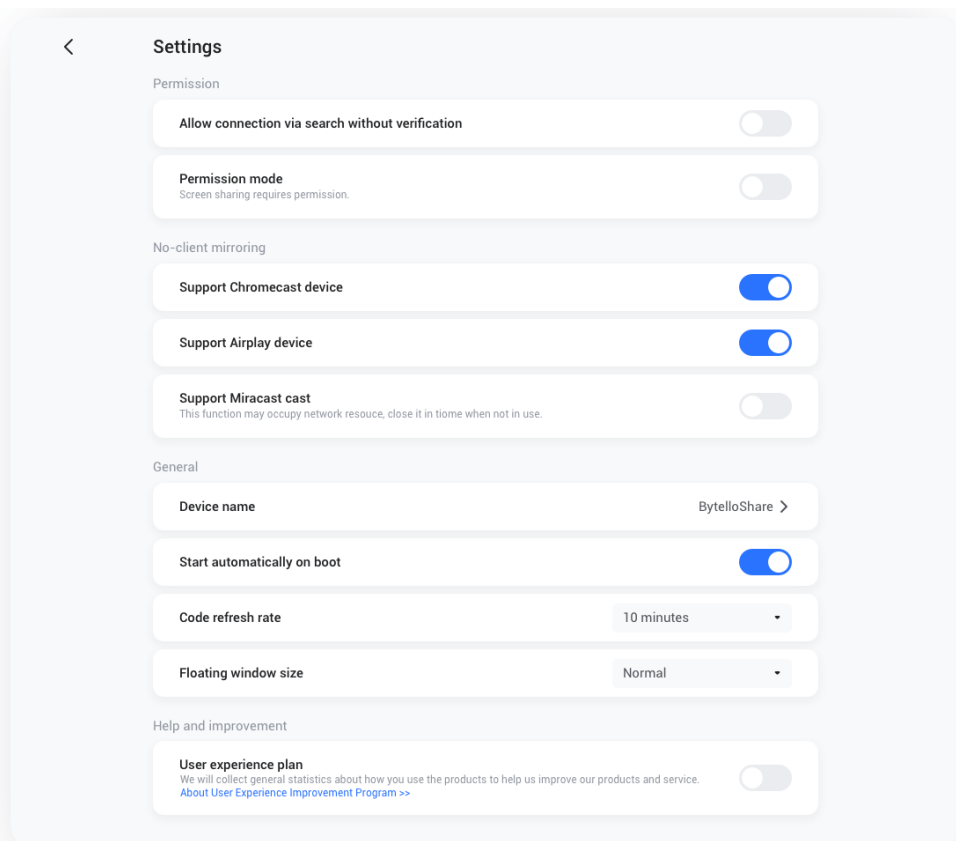 Settings
Permission
Allow connection via search without verification
Permission mode
Screen sharing requires permission.
No-client mirroring
Support Chromecast device
Support Airplay device
Support Miracast cast
This function may occupy network resouce, close it in tiome when not in use.
General
Device name BytelloShare
Start automatically on boot
Code refresh rate 10 minutes
Floating window size Normal
Help and improvement
User experience plan
We will collect general statistics about how you use the products to help us improve our products and service.
About User Experience Improvement Program >>